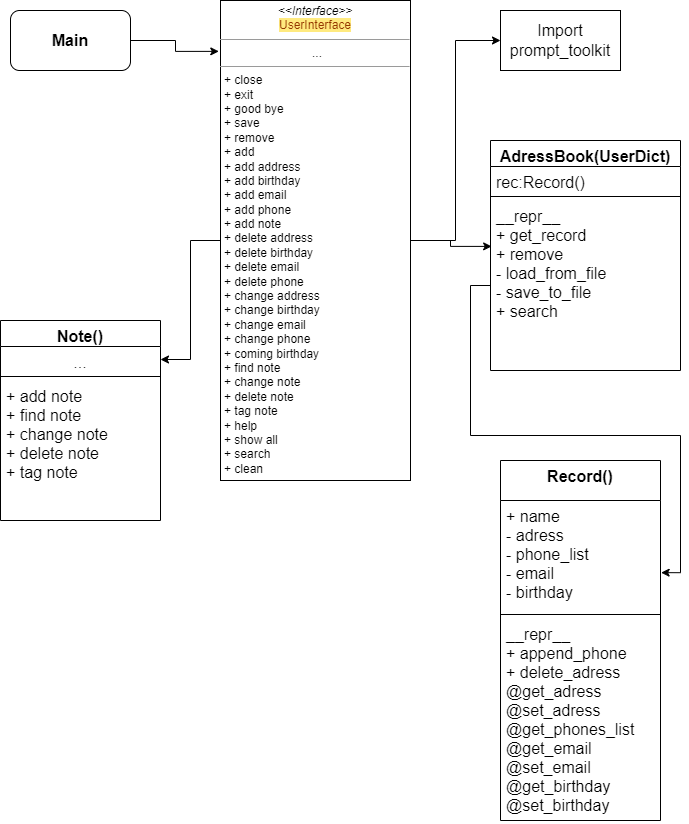 Main
<<Interface>>
UserInterface
...
+ close
+ exit
+ good bye
+ save
+ remove
+ add
+ add address
+ add birthday
+ add email
+ add phone
+ add note
+ delete address
+ delete birthday
+ delete email
+ delete phone
+ change address
+ change birthday
+ change email
+ change phone
+ coming birthday
+ find note
+ change note
+ delete note
+ tag note
+ help
+ show all
+ search
+ clean
Import
prompt_toolkit
AdressBook(UserDict)
rec:Record()
__repr__
+ get_record
+ remove
- load_from_file
- save_to_file
+ search
Note()
...
+ add note
+ find note
+ change note
+ delete note
+ tag note
Record()
+ name
- adress
- phone_list
- email
- birthday
__repr__
+ append_phone
+ delete_adress
@get_adress
@set_adress
@get_phones_list
@get_email
@set_email
@get_birthday
@set_birthday